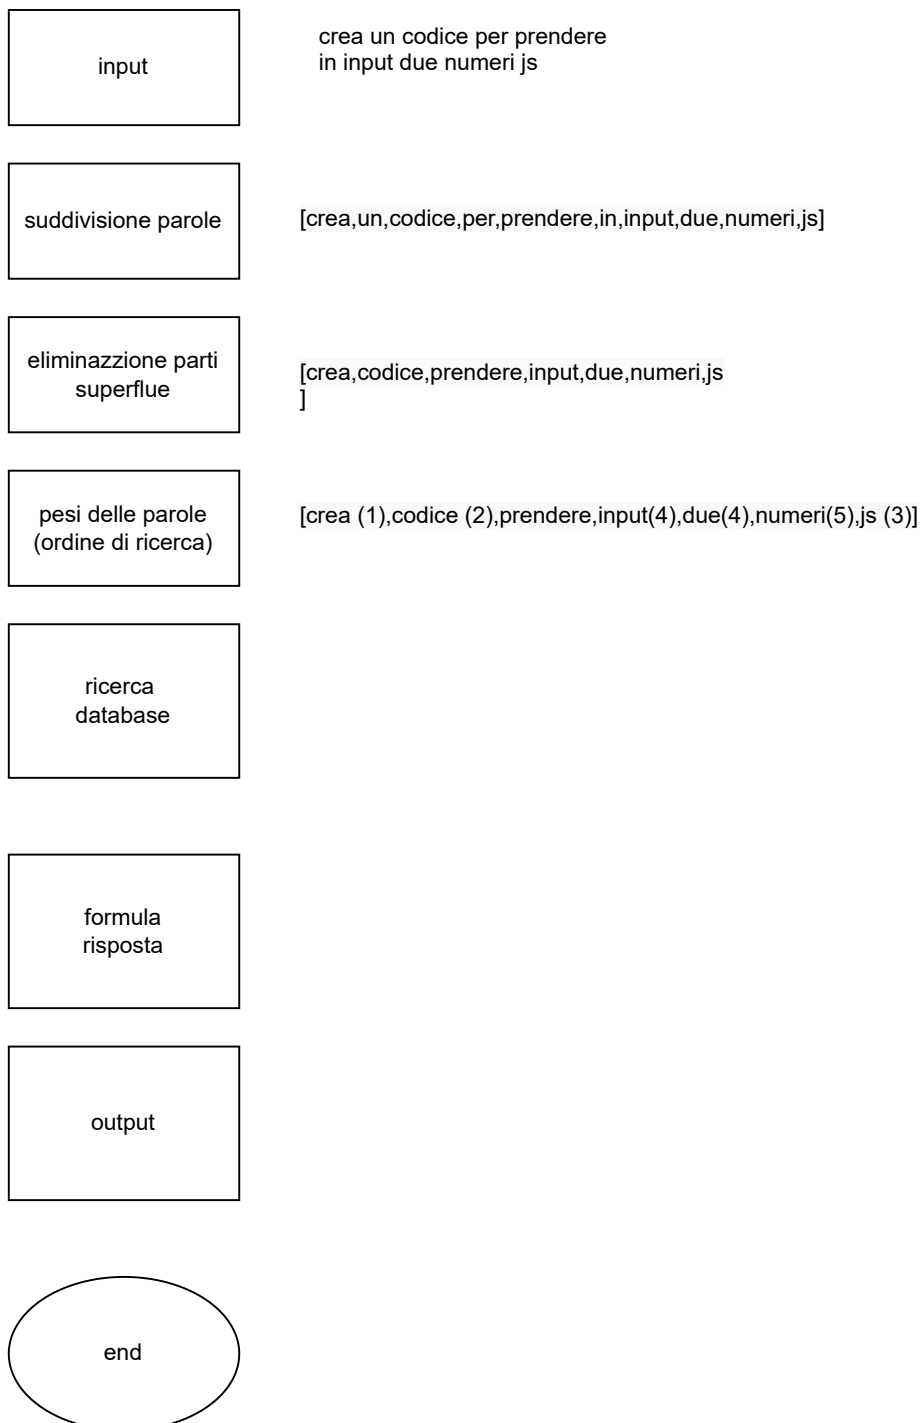 input
crea un codice per prendere
in input due numeri js
suddivisione parole
[crea,un,codice,per,prendere,in,input,due,numeri,js]
eliminazzione parti
superflue
[crea,codice,prendere,input,due,numeri,js
]
pesi delle parole
(ordine di ricerca)
[crea (1),codice (2),prendere,input(4),due(4),numeri(5),js (3)]
ricerca
database
formula
risposta
output
end